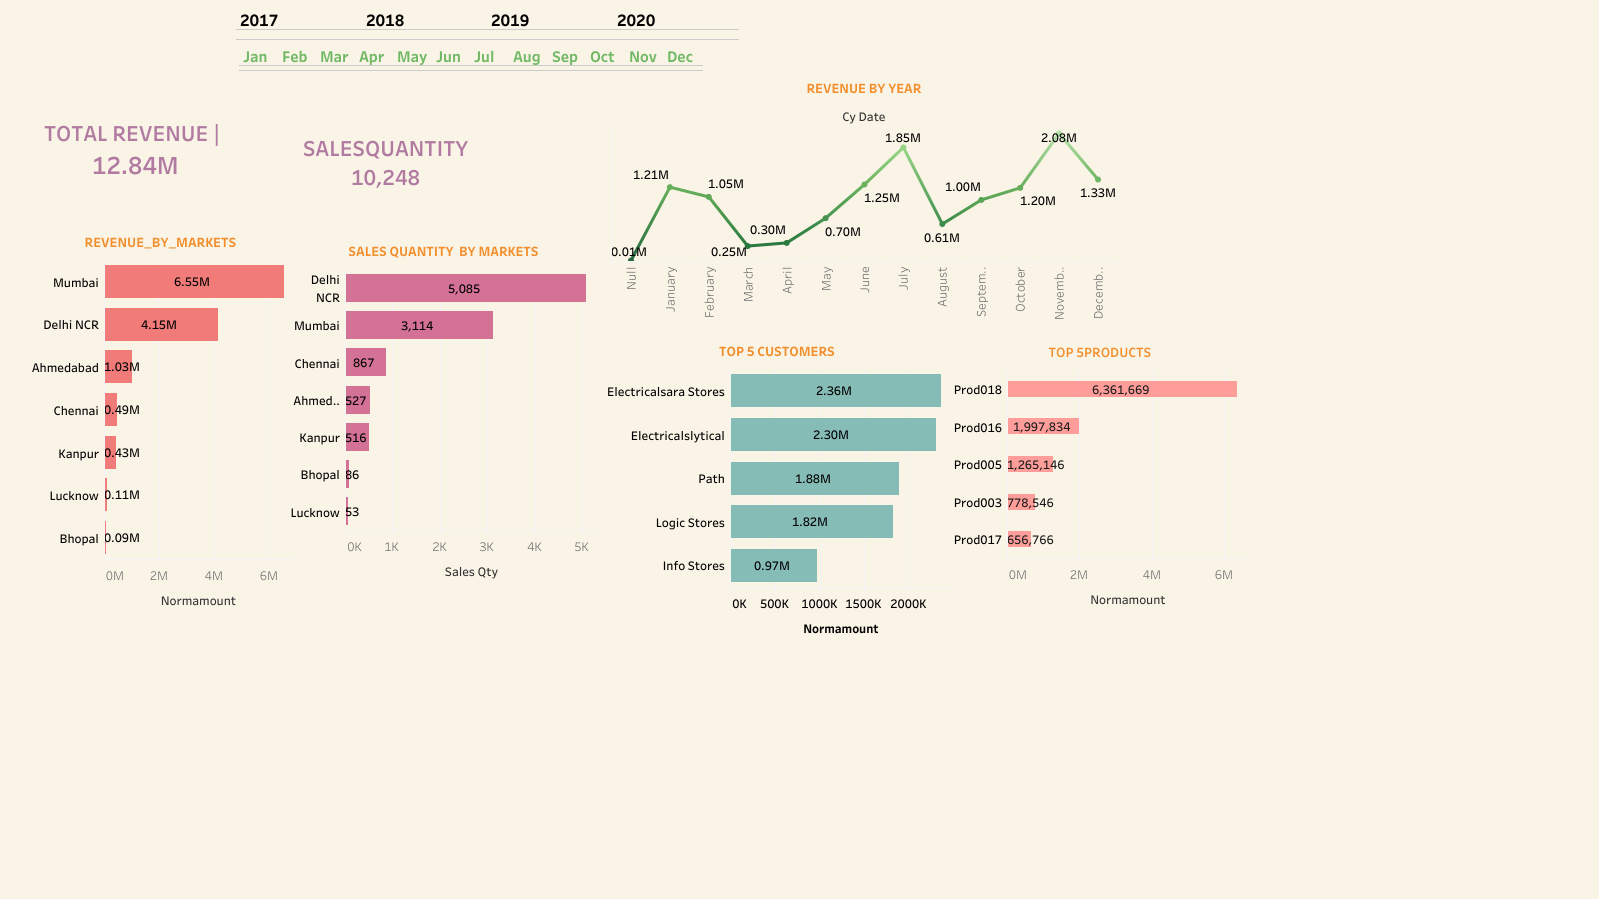 2017 2018 2019 2020
Jan Feb Mar Apr May Jun Jul Aug Sep Oct Nov Dec
TOTAL REVENUE |
12.84M
SALESQUANTITY
10,248
REVENUE BY YEAR
Cy Date
0.01M
1.21M
1.05M
0.25M
0.30M
0.70M
1.25M
1.85M
0.61M
1.00M
1.20M
2.08M
1.33M
Null
January
February
March
April
May
June
July
August
Septem..
October
Novemb..
Decemb..
REVENUE_BY_MARKETS
Mumbai 6.55M
Delhi NCR 4.15M
Ahmedabad 1.03M
Chennai 0.49M
Kanpur 0.43M
Lucknow 0.11M
Bhopal 0.09M
0M 2M 4M 6M
Normamount
SALES QUANTITY BY MARKETS
Delhi
NCR 5,085
Mumbai 3,114
Chennai 867
Ahmed.. 527
Kanpur 516
Bhopal 86
Lucknow 53
0K 1K 2K 3K 4K 5K
Sales Qty
TOP 5 CUSTOMERS
Electricalsara Stores 2.36M
Electricalslytical 2.30M
Path 1.88M
Logic Stores 1.82M
Info Stores 0.97M
0K 500K 1000K 1500K 2000K
Normamount
TOP 5PRODUCTS
Prod018 6,361,669
Prod016 1,997,834
Prod005 1,265,146
Prod003 778,546
Prod017 656,766
0M 2M 4M 6M
Normamount